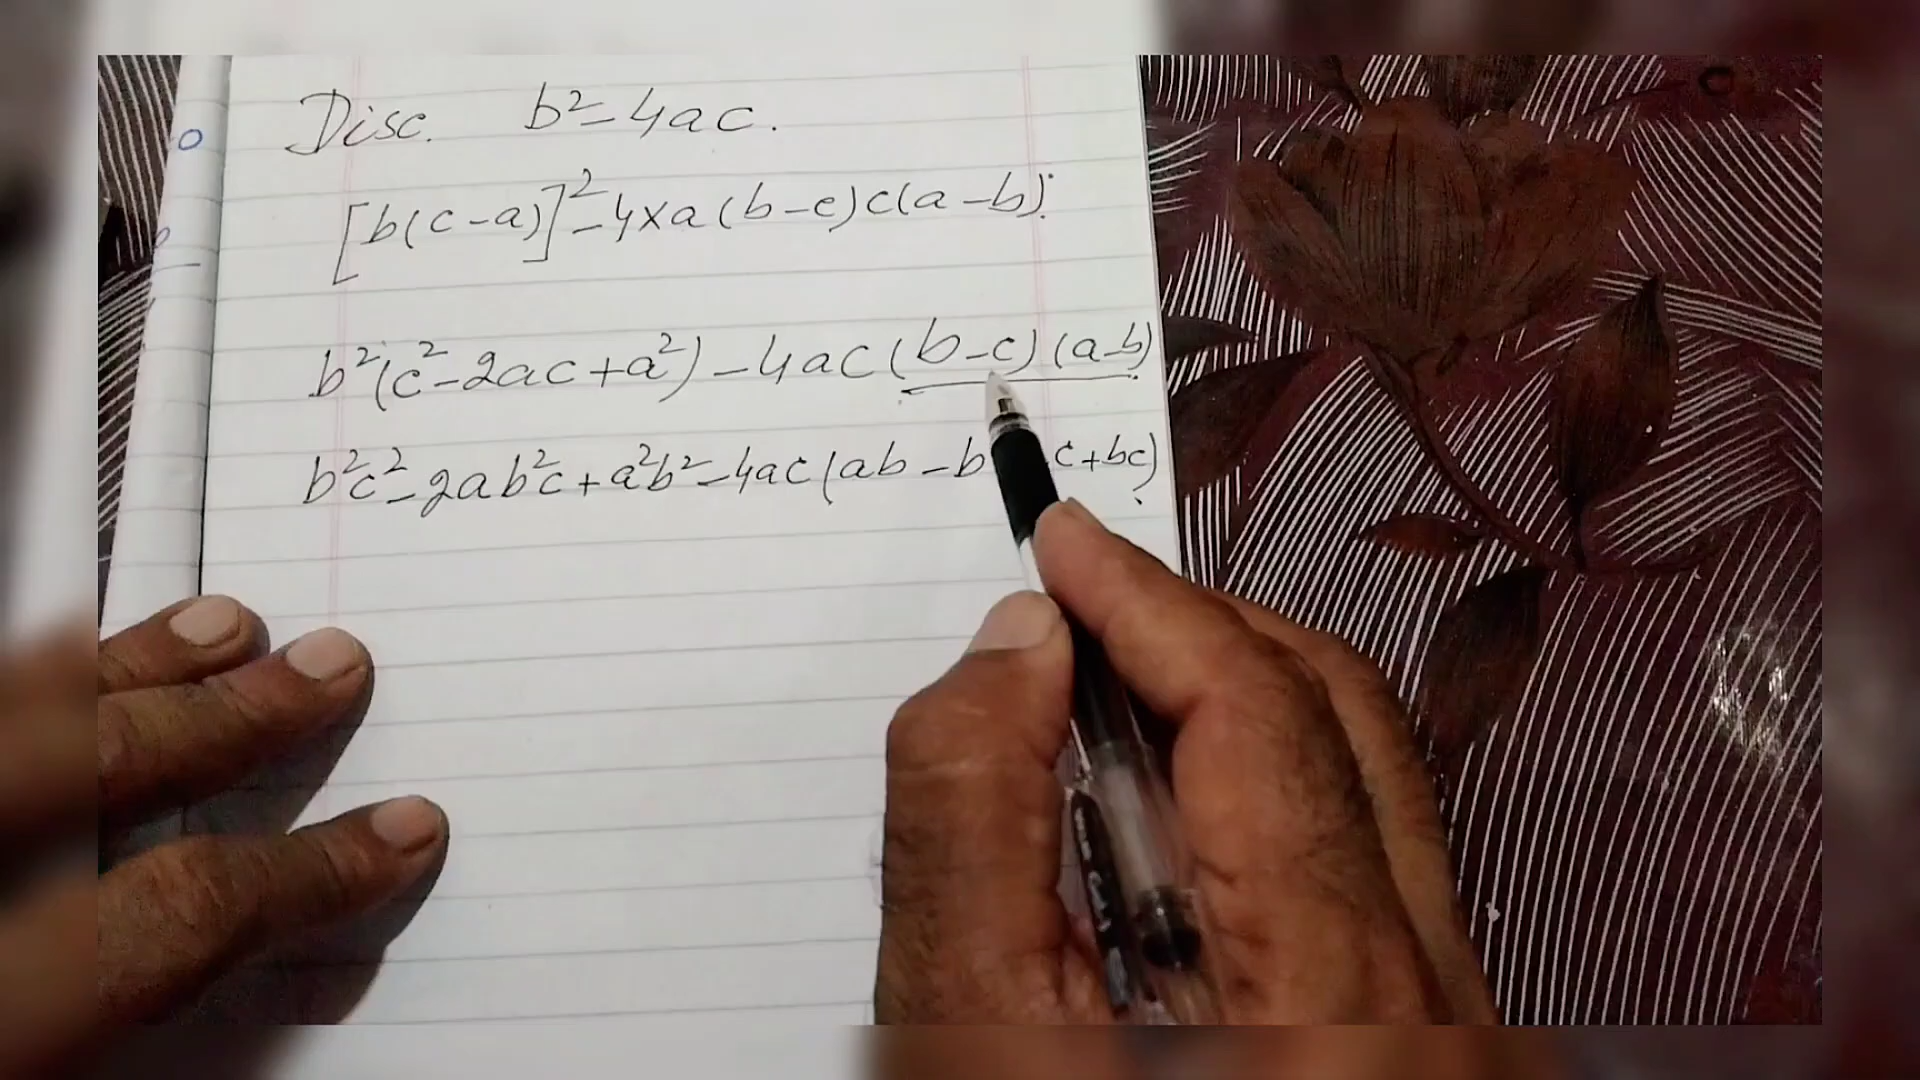 Disc. b²-4ac.
[b(c-a)]²-4×a(b-c)c(a-b)
b²(c²-2ac+a²)-4ac(b-c)(a-b)
b²c²-2ab²c+a²b²-4ac(ab-b c+bc)